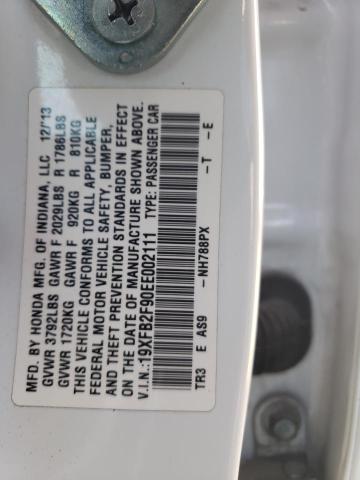 MFD. BY HONDA MFG. OF INDIANA, LLC 12/'13
GVWR 3792LBS GAWR F 2029LBS R 1786LBS
GVWR 1720KG GAWR F 920KG R 810KG
THIS VEHICLE CONFORMS TO ALL APPLICABLE
FEDERAL MOTOR VEHICLE SAFETY, BUMPER,
AND THEFT PREVENTION STANDARDS IN EFFECT
ON THE DATE OF MANUFACTURE SHOWN ABOVE.
V.I.N.:19XFB2F90EE002111 TYPE: PASSENGER CAR
TR3 E AS9 -NH788PX -T -E